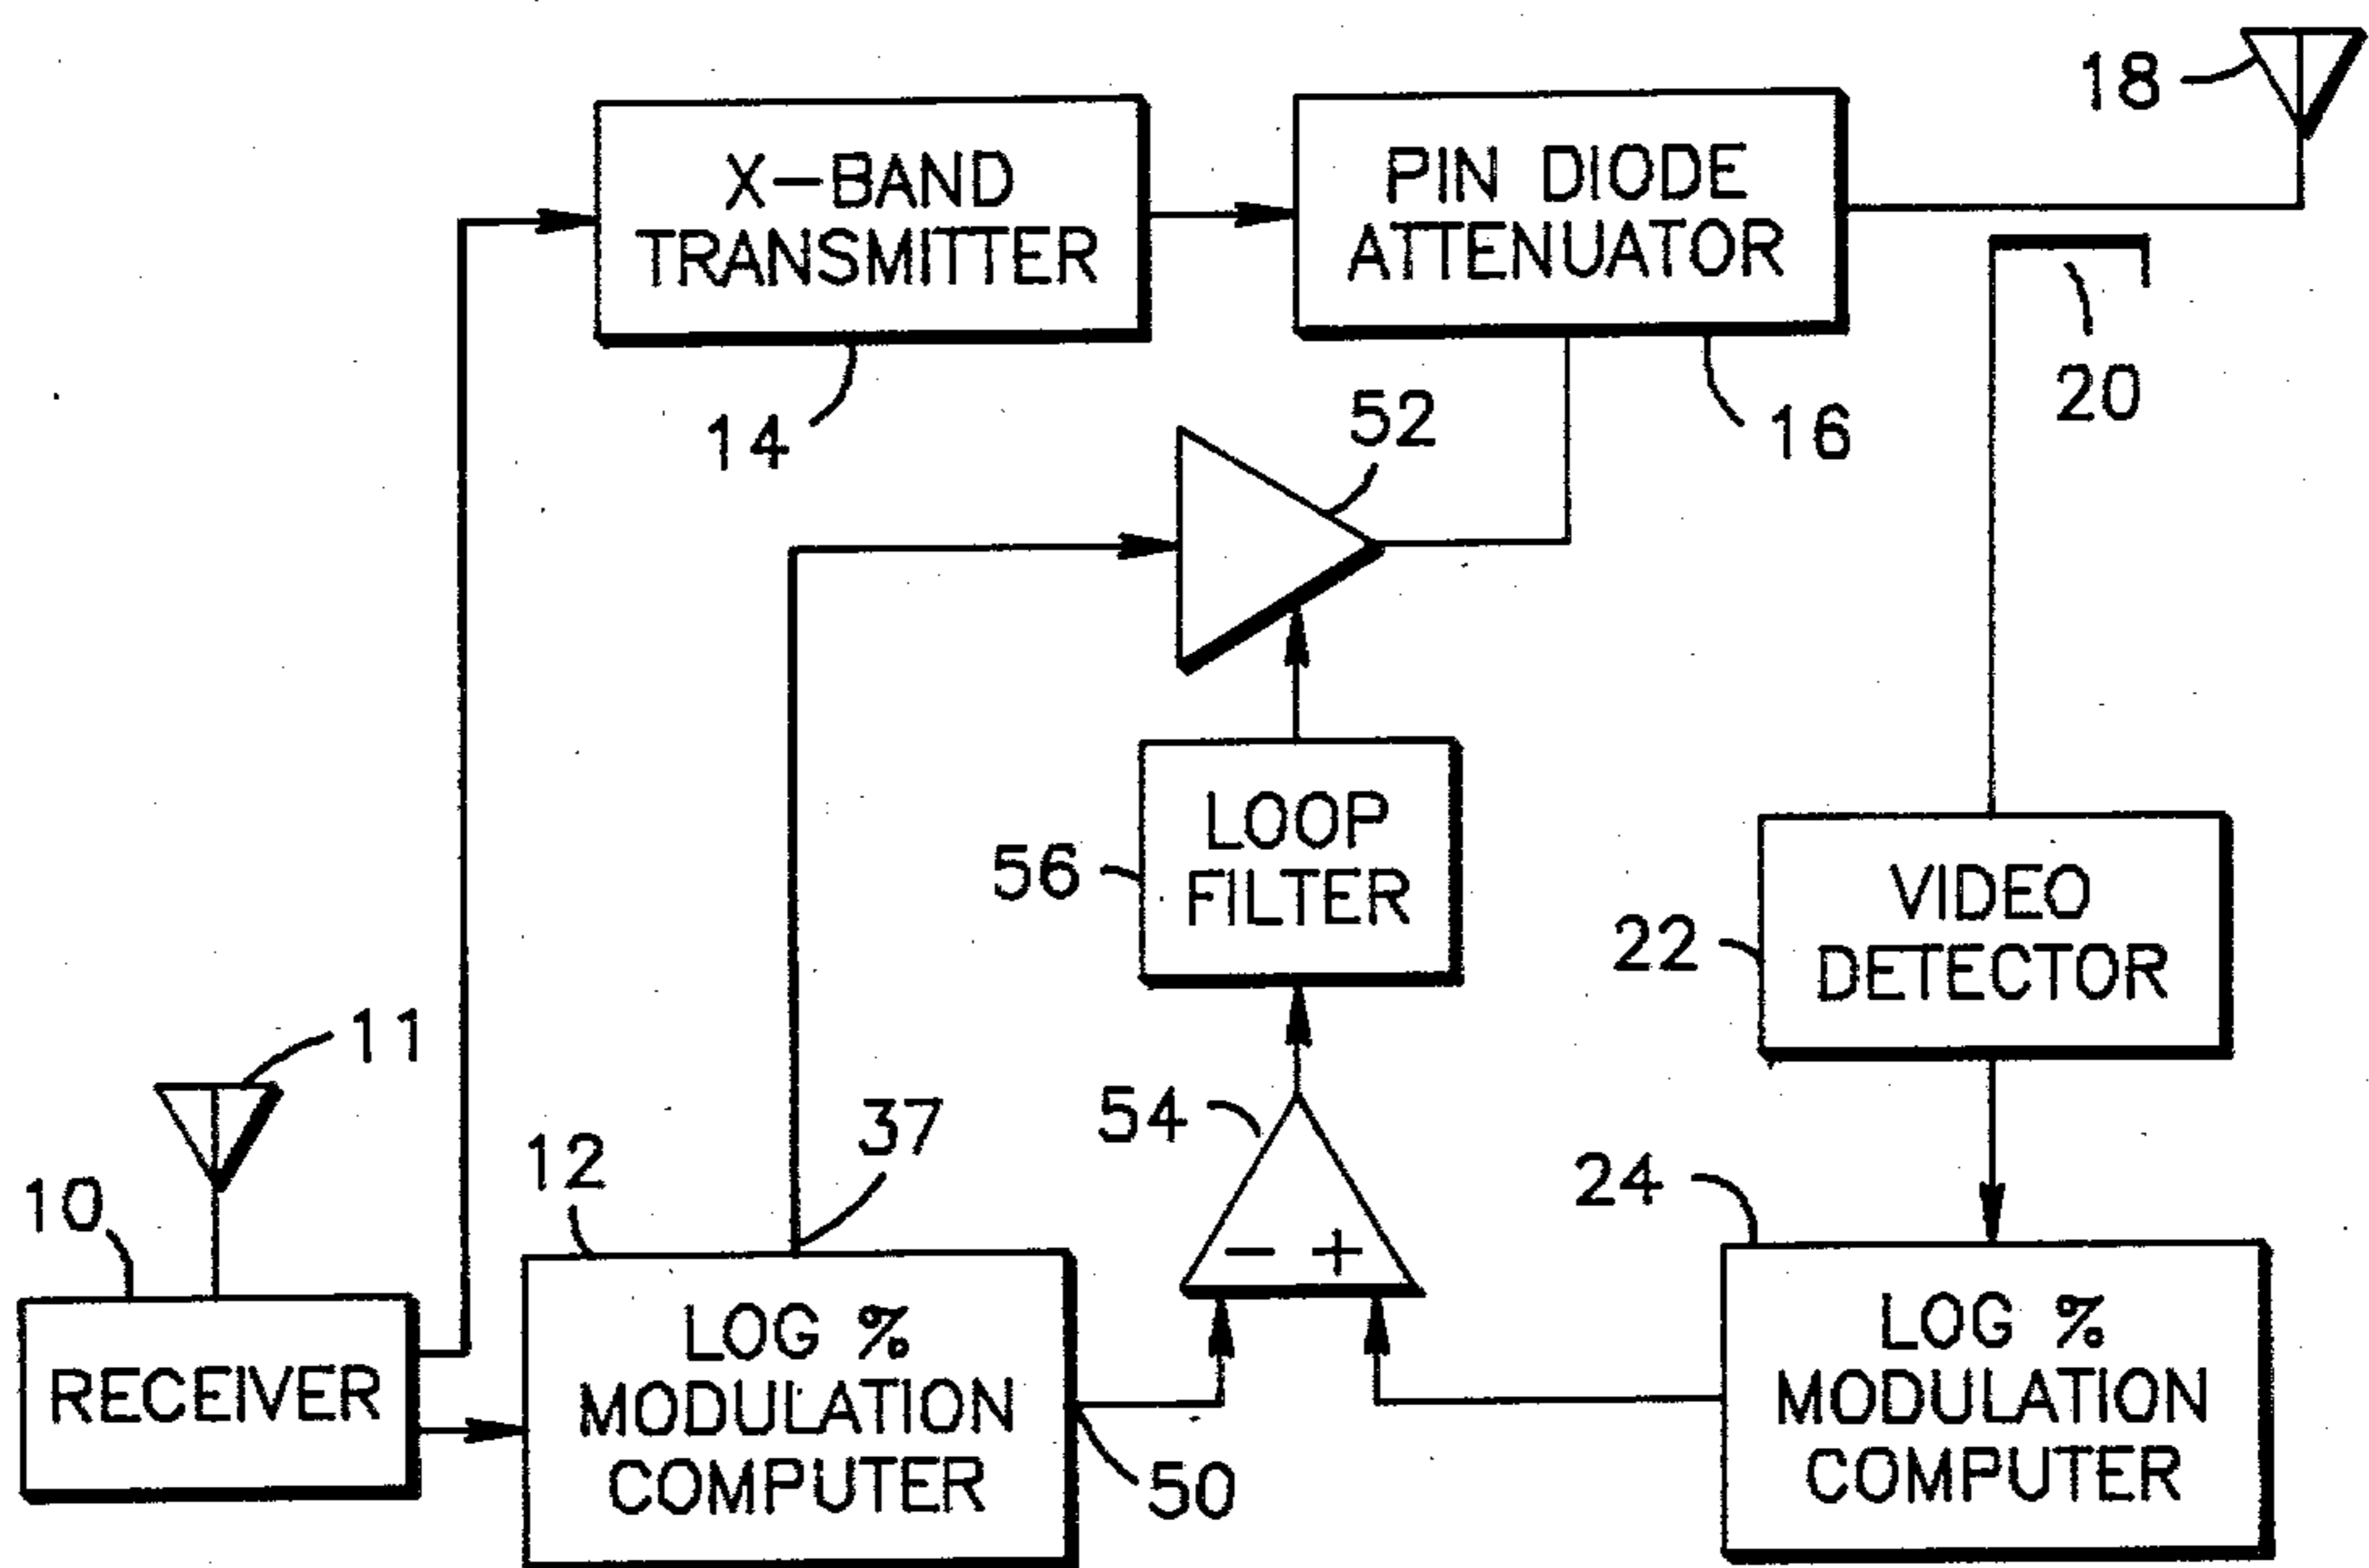 18
X-BAND
TRANSMITTER
PIN DIODE
ATTENUATOR
20
14
52
16
LOOP
FILTER
56
VIDEO
DETECTOR
22
11
54
37
12
10
24
- +
RECEIVER
LOG %
MODULATION
COMPUTER
50
LOG %
MODULATION
COMPUTER